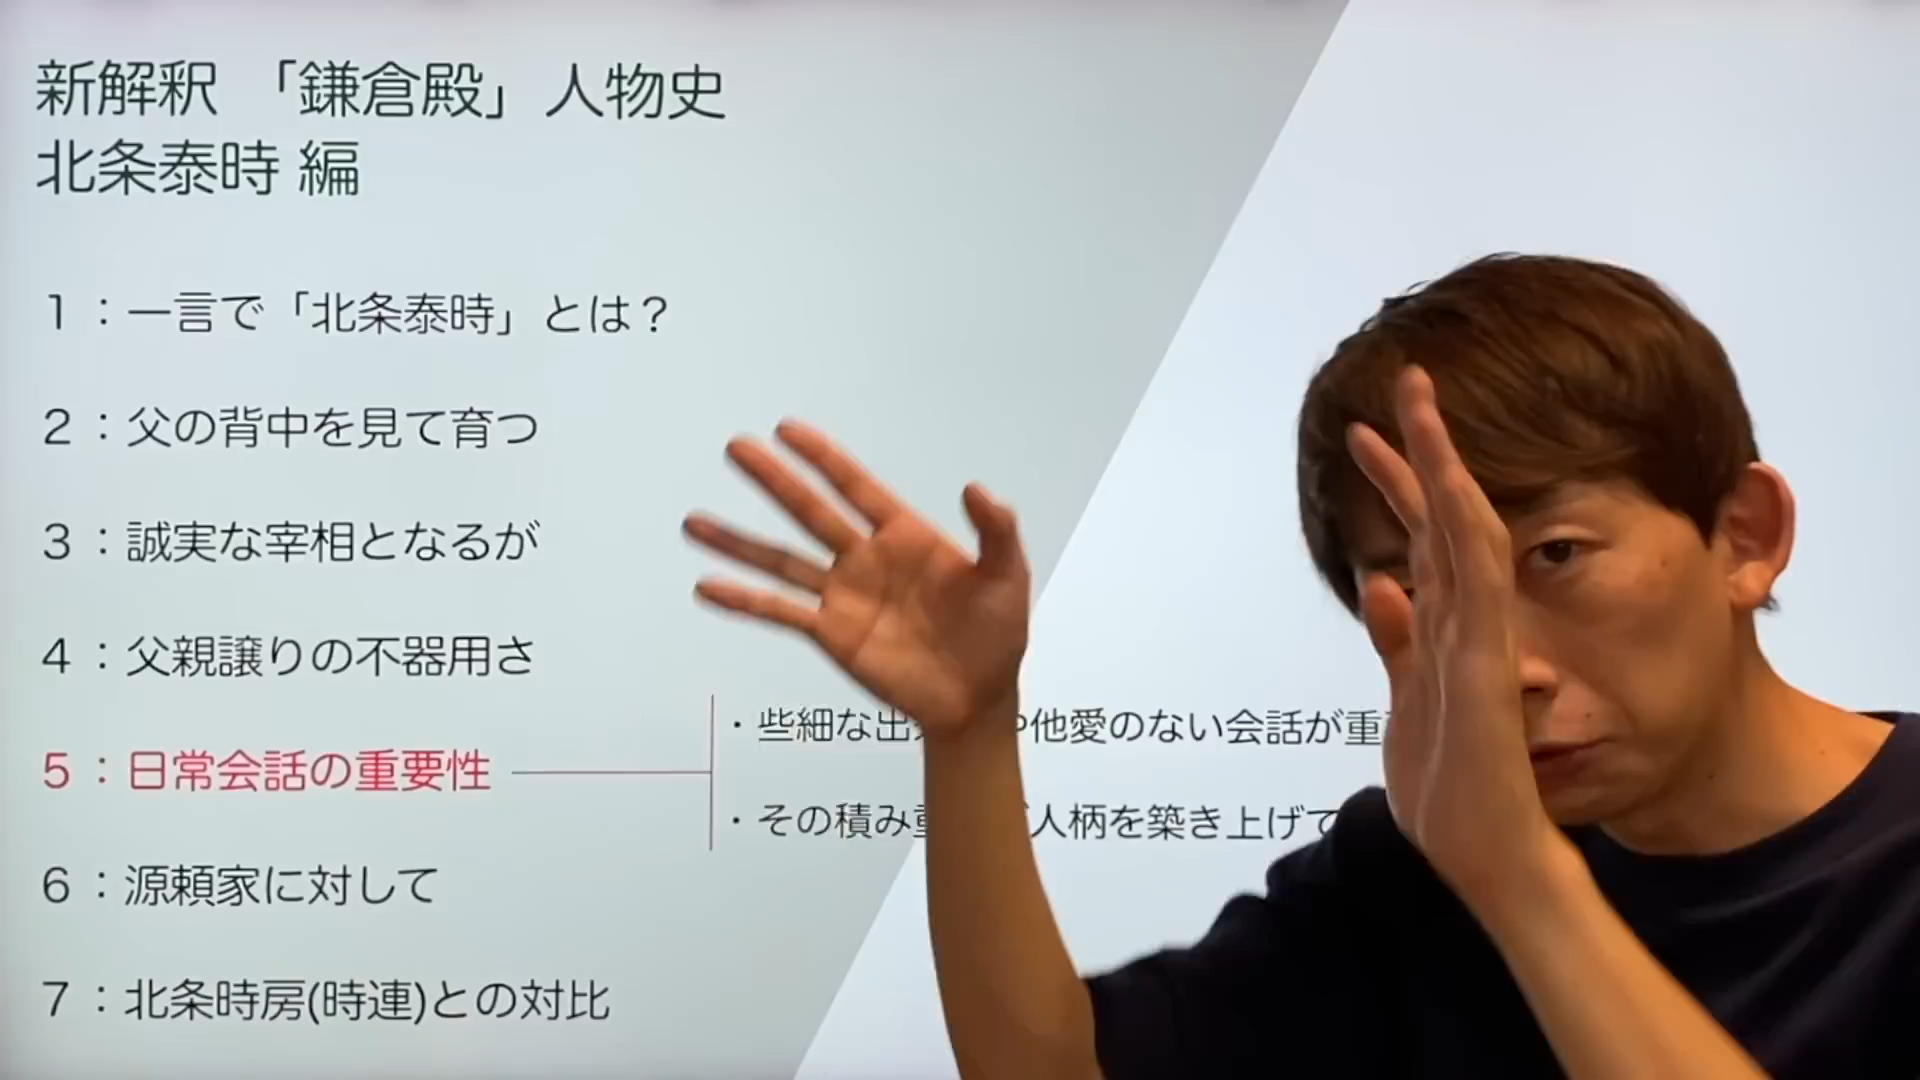 新解釈 「鎌倉殿」人物史
北条泰時 編
1：一言で「北条泰時」とは？
2：父の背中を見て育つ
3：誠実な宰相となるが
4：父親譲りの不器用さ
5：日常会話の重要性
・些細な出 他愛のない会話が重
・その積み 人柄を築き上げて
6：源頼家に対して
7：北条時房(時連)との対比